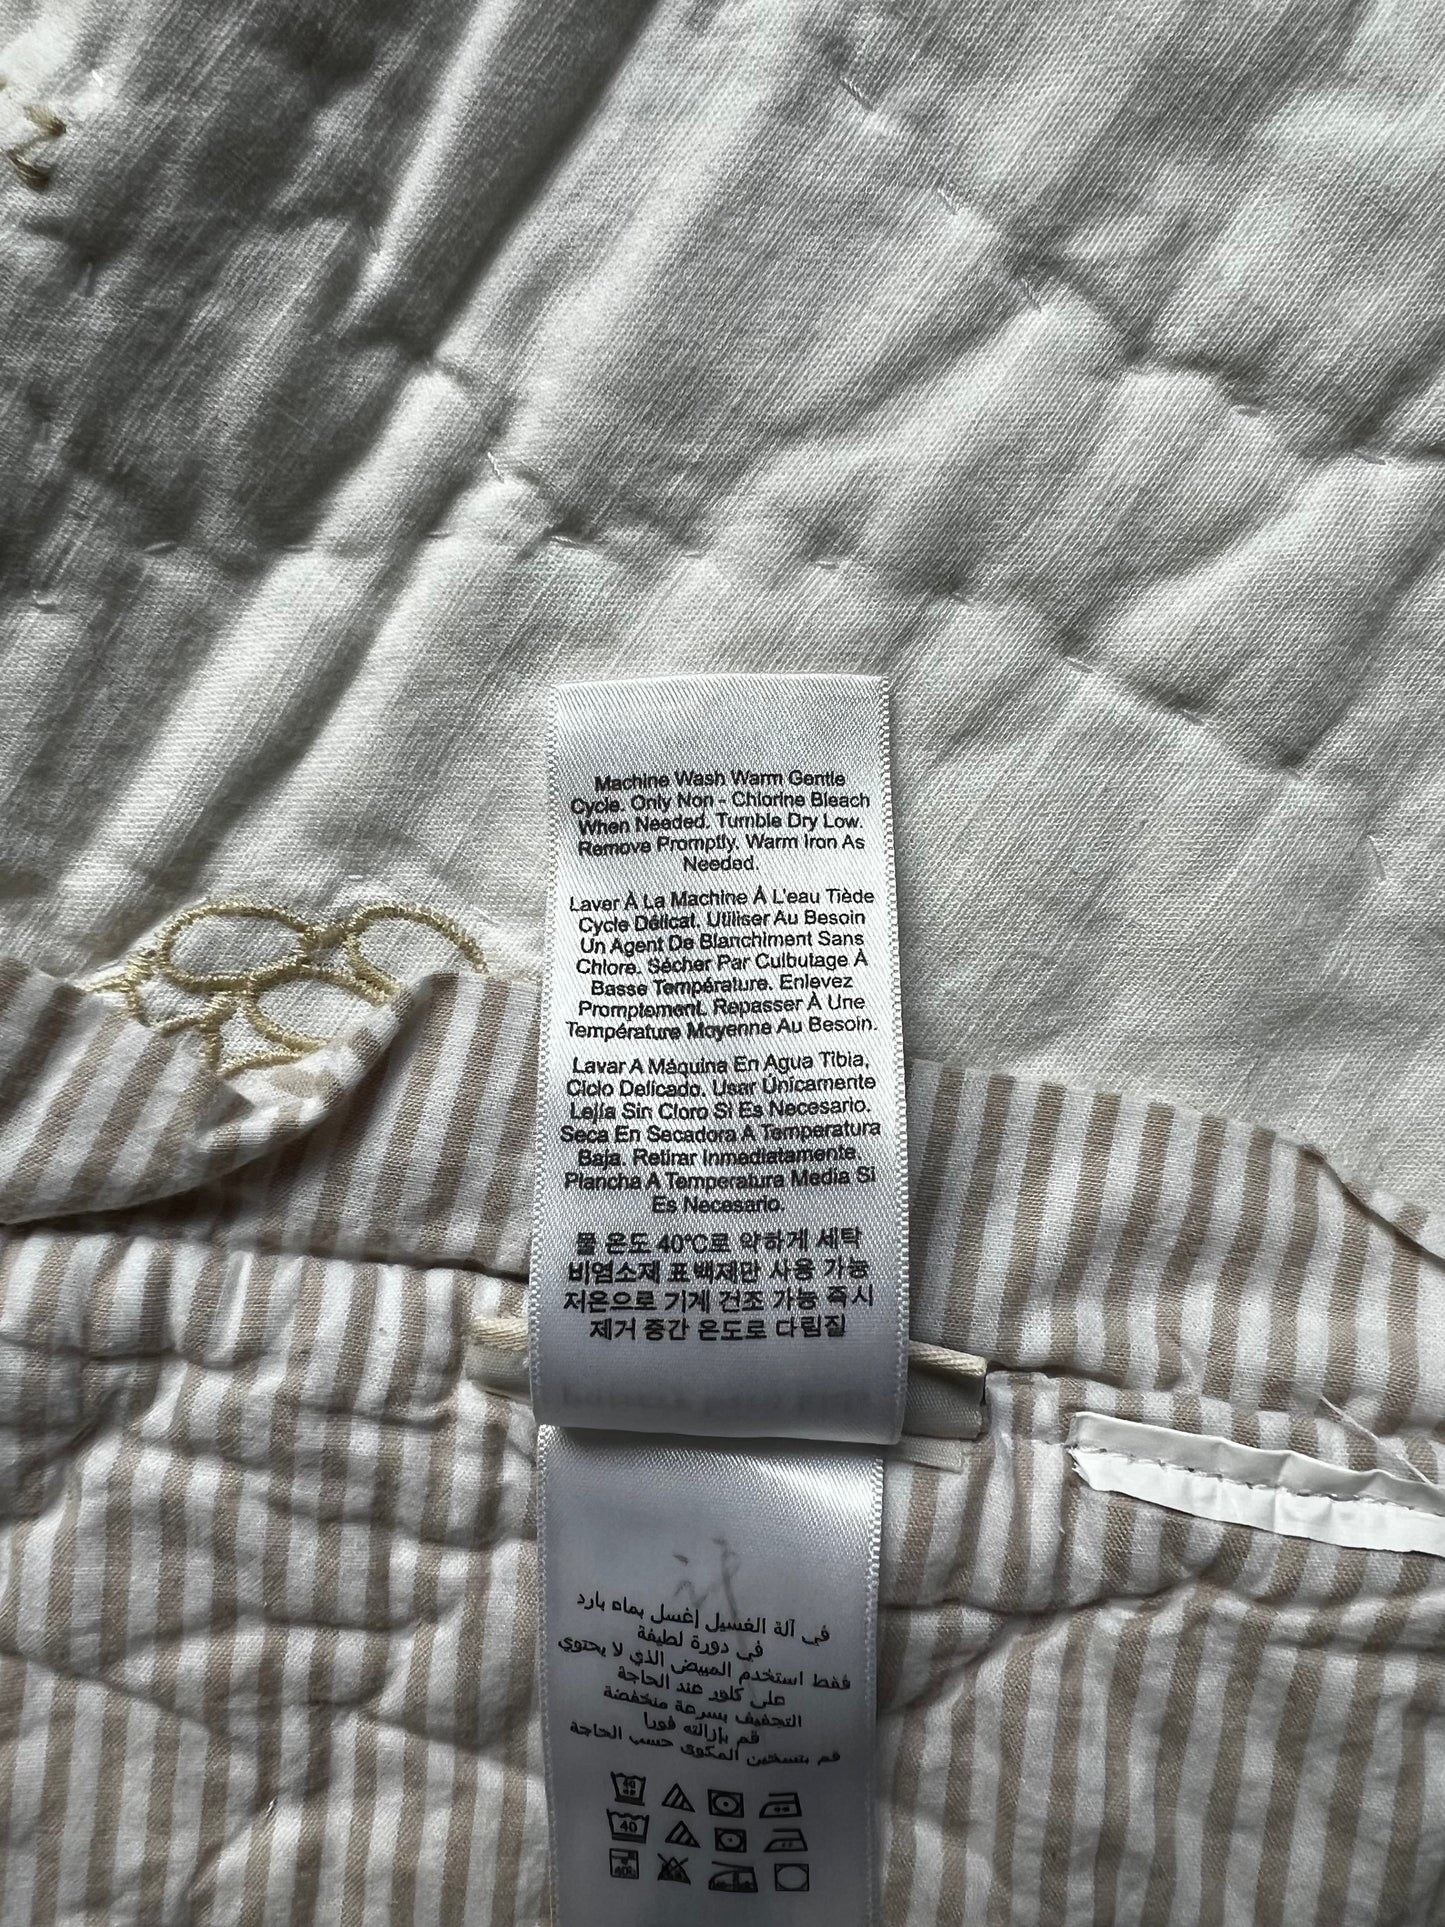 Machine Wash Warm Gentle
Cycle. Only Non - Chlorine Bleach
When Needed. Tumble Dry Low.
Remove Promptly. Warm Iron As
Needed.
Laver À La Machine À L'eau Tiède
Cycle Délicat. Utiliser Au Besoin
Un Agent De Blanchiment Sans
Chlore. Sécher Par Culbutage À
Basse Température. Enlevez
Promptement. Repasser À Une
Température Moyenne Au Besoin.
Lavar A Máquina En Agua Tibia,
Ciclo Delicado. Usar Únicamente
Lejía Sin Cloro Si Es Necesario.
Seca En Secadora A Temperatura
Baja. Retirar Inmediatamente.
Plancha A Temperatura Media Si
Es Necesario.
물 온도 40°C로 약하게 세탁
비염소제 표백제만 사용 가능
저온으로 기계 건조 가능 즉시
제거 중간 온도로 다림질
في آلة الغسيل إغسل بماء بارد
في دورة لطيفة
فقط استخدم المبيض الذي لا يحتوي
على كلور عند الحاجة
التجفيف بسرعة منخفضة
قم بإزالته فورا
قم بتسخين المكوى حسب الحاجة
40
40